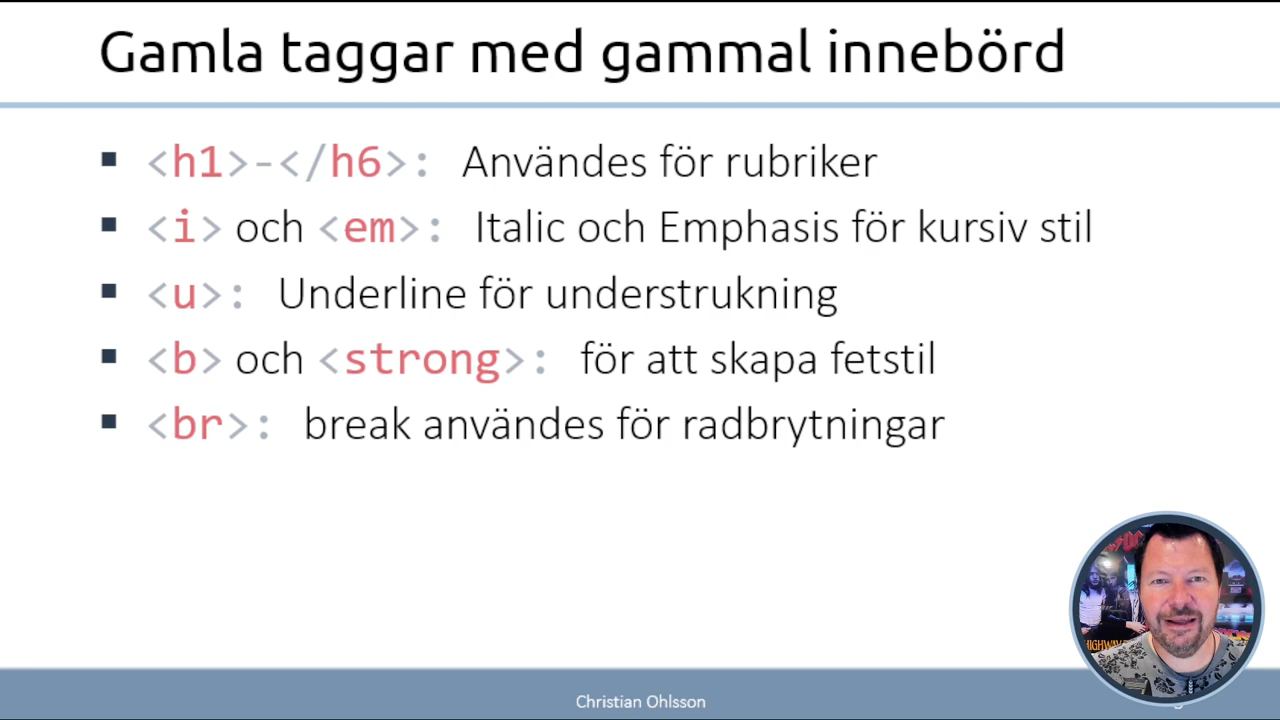 Gamla taggar med gammal innebörd
▪ <h1>-</h6>: Användes för rubriker
▪ <i> och <em>: Italic och Emphasis för kursiv stil
▪ <u>: Underline för understrukning
▪ <b> och <strong>: för att skapa fetstil
▪ <br>: break användes för radbrytningar
HIGHWAY
Christian Ohlsson